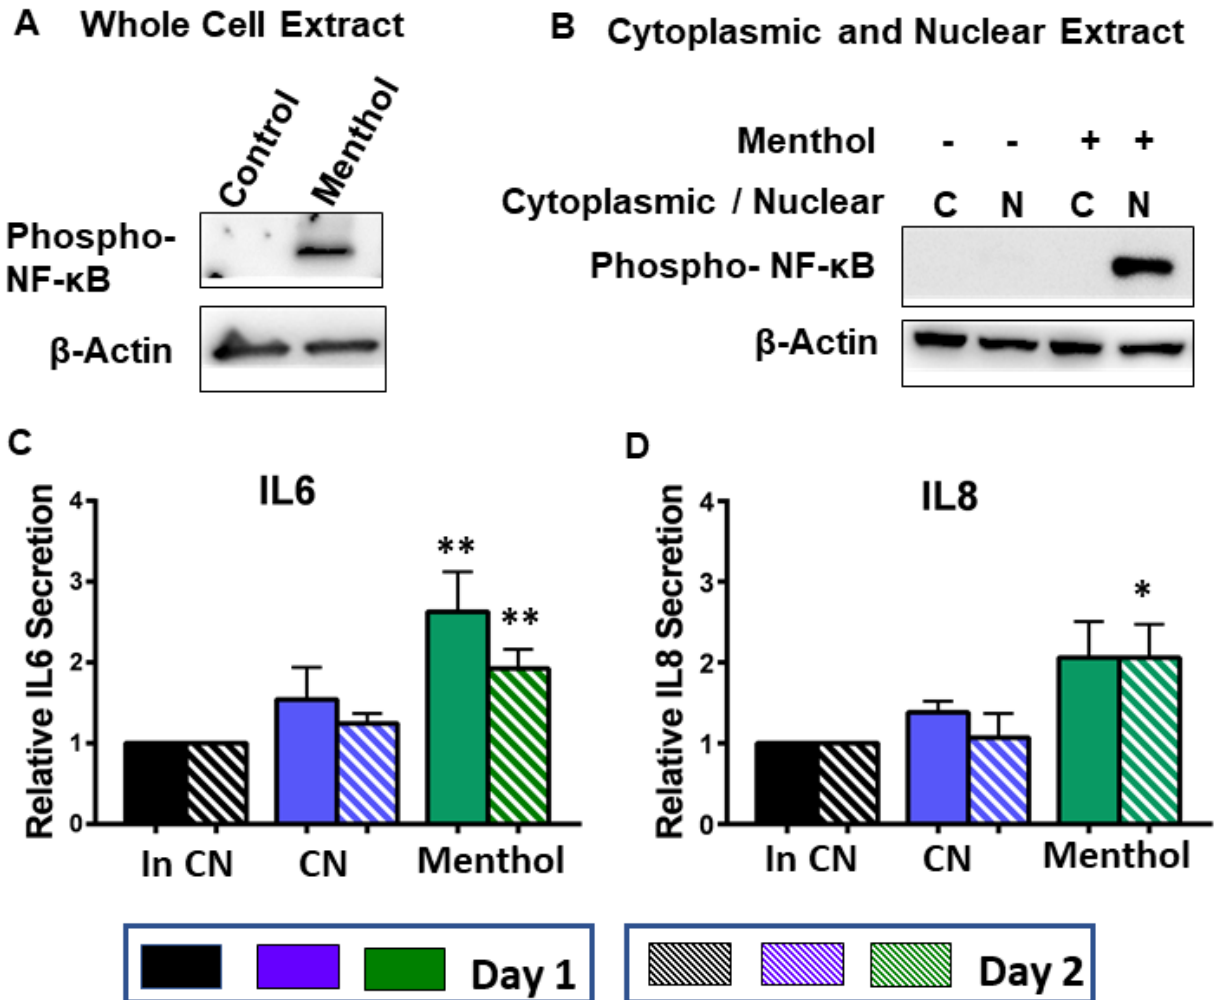 A Whole Cell Extract
Control
Menthol
Phospho-
NF-κB
β-Actin
B Cytoplasmic and Nuclear Extract
Menthol - - + +
Cytoplasmic / Nuclear C N C N
Phospho- NF-κB
β-Actin
C
IL6
Relative IL6 Secretion
4
3
2
1
0
**
**
In CN CN Menthol
D
IL8
Relative IL8 Secretion
4
3
2
1
0
*
In CN CN Menthol
Day 1
Day 2